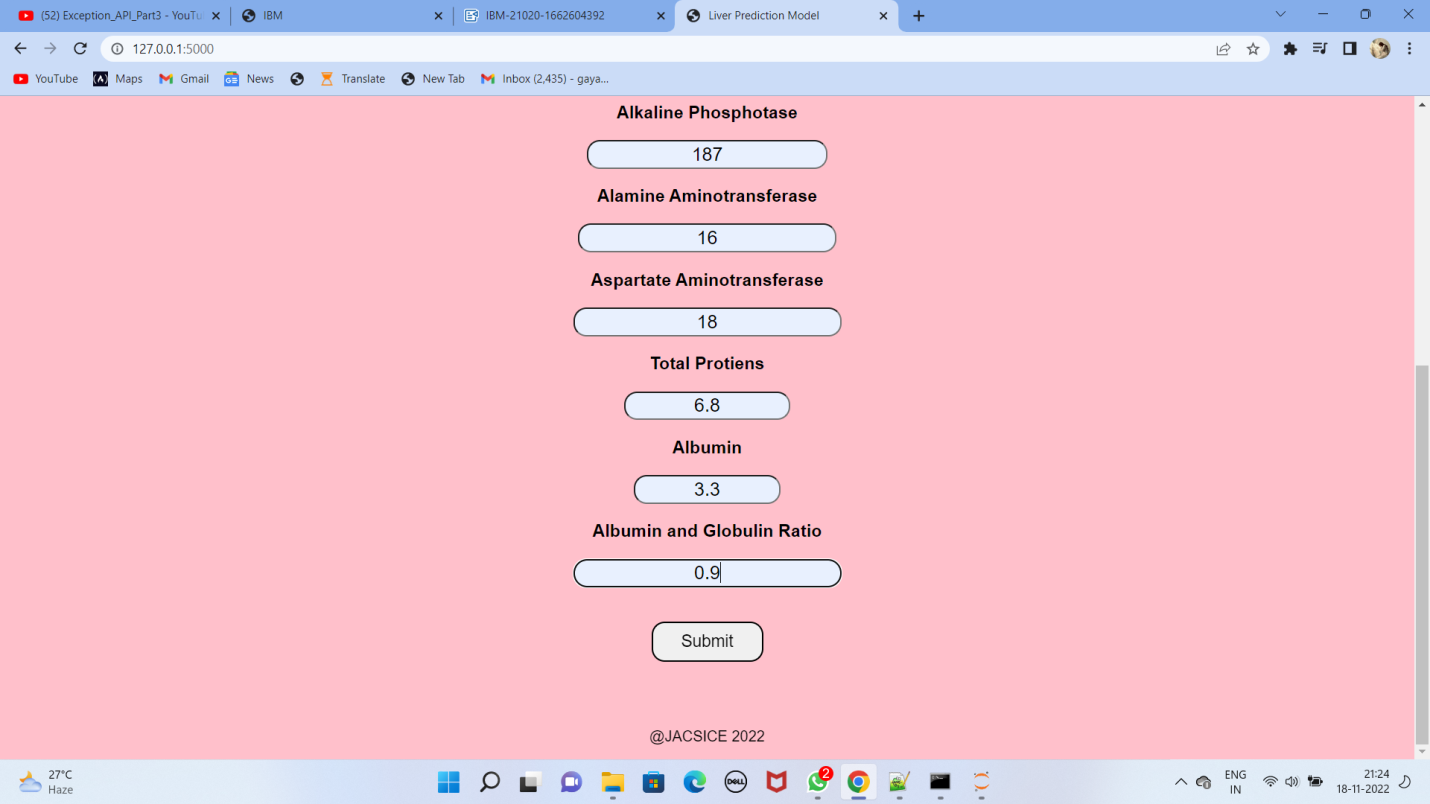 (52) Exception_API_Part3 - YouTu
IBM
IBM-21020-1662604392
Liver Prediction Model
127.0.0.1:5000
YouTube
Maps
Gmail
News
Translate
New Tab
Inbox (2,435) - gaya...
Alkaline Phosphotase
187
Alamine Aminotransferase
16
Aspartate Aminotransferase
18
Total Protiens
6.8
Albumin
3.3
Albumin and Globulin Ratio
0.9
Submit
@JACSICE 2022
27°C
Haze
DELL
2
ENG
IN
21:24
18-11-2022